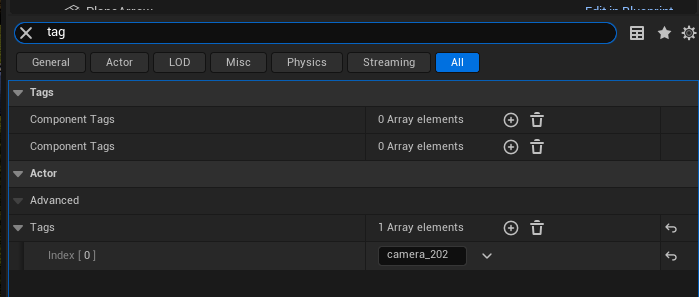 PlaneArrow
Edit in Blueprint
tag
General Actor LOD Misc Physics Streaming All
Tags
Component Tags 0 Array elements
Component Tags 0 Array elements
Actor
Advanced
Tags 1 Array elements
Index [ 0 ] camera_202